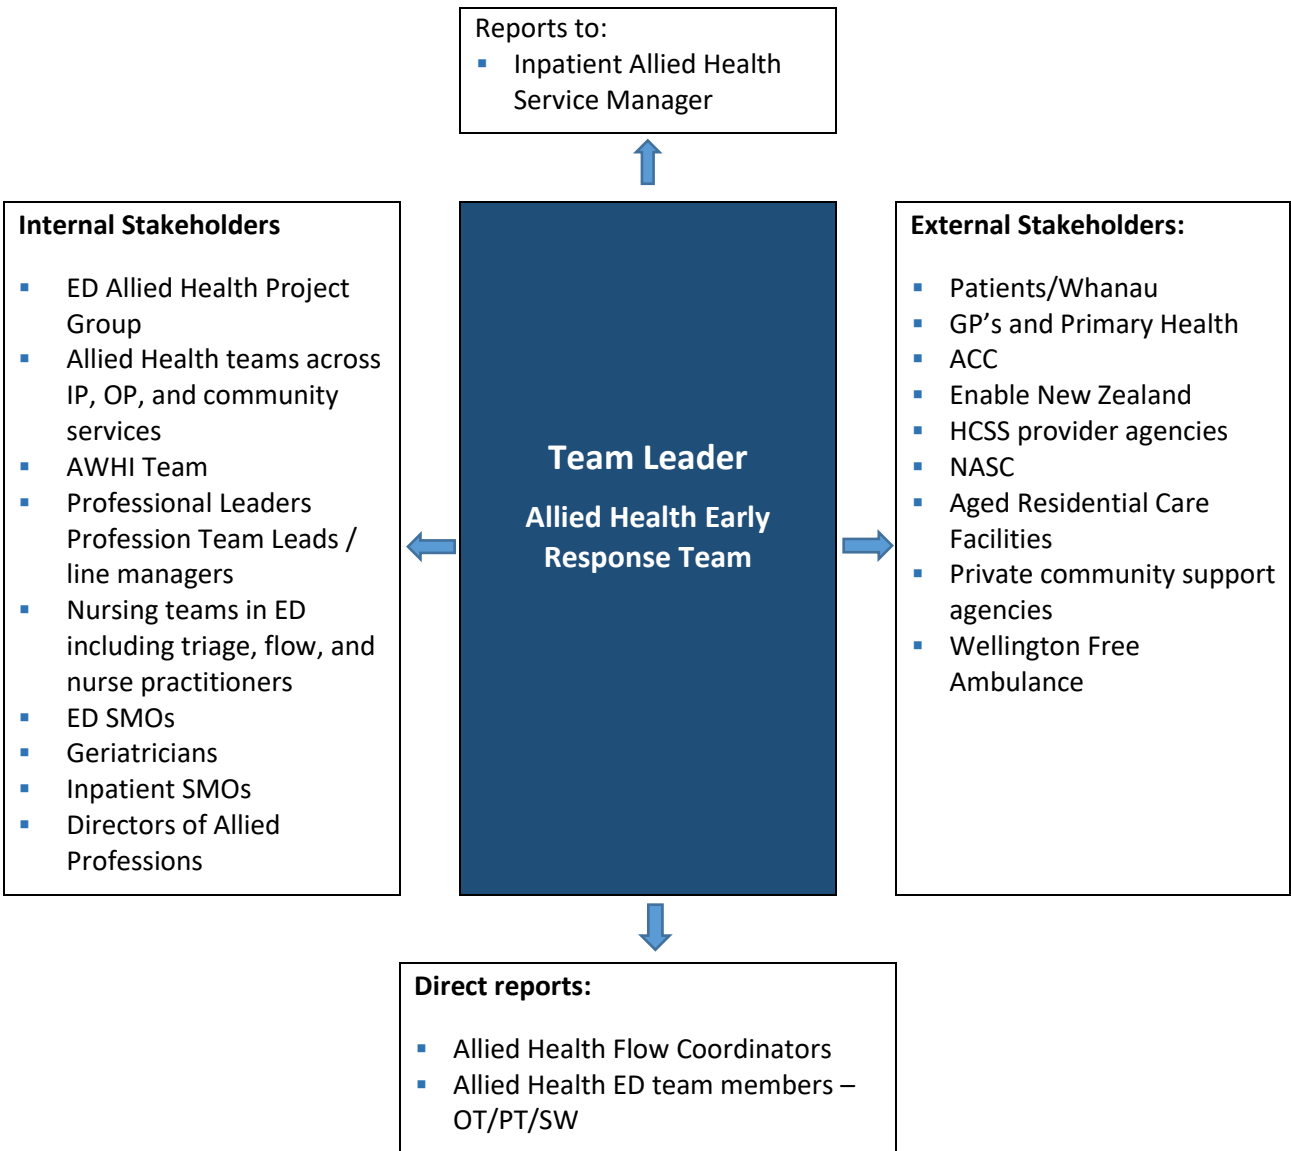 Reports to:
▪ Inpatient Allied Health
Service Manager
Internal Stakeholders
▪ ED Allied Health Project
Group
▪ Allied Health teams across
IP, OP, and community
services
▪ AWHI Team
▪ Professional Leaders
Profession Team Leads /
line managers
▪ Nursing teams in ED
including triage, flow, and
nurse practitioners
▪ ED SMOs
▪ Geriatricians
▪ Inpatient SMOs
▪ Directors of Allied
Professions
Team Leader
Allied Health Early
Response Team
External Stakeholders:
▪ Patients/Whanau
▪ GP’s and Primary Health
▪ ACC
▪ Enable New Zealand
▪ HCSS provider agencies
▪ NASC
▪ Aged Residential Care
Facilities
▪ Private community support
agencies
▪ Wellington Free
Ambulance
Direct reports:
▪ Allied Health Flow Coordinators
▪ Allied Health ED team members –
OT/PT/SW